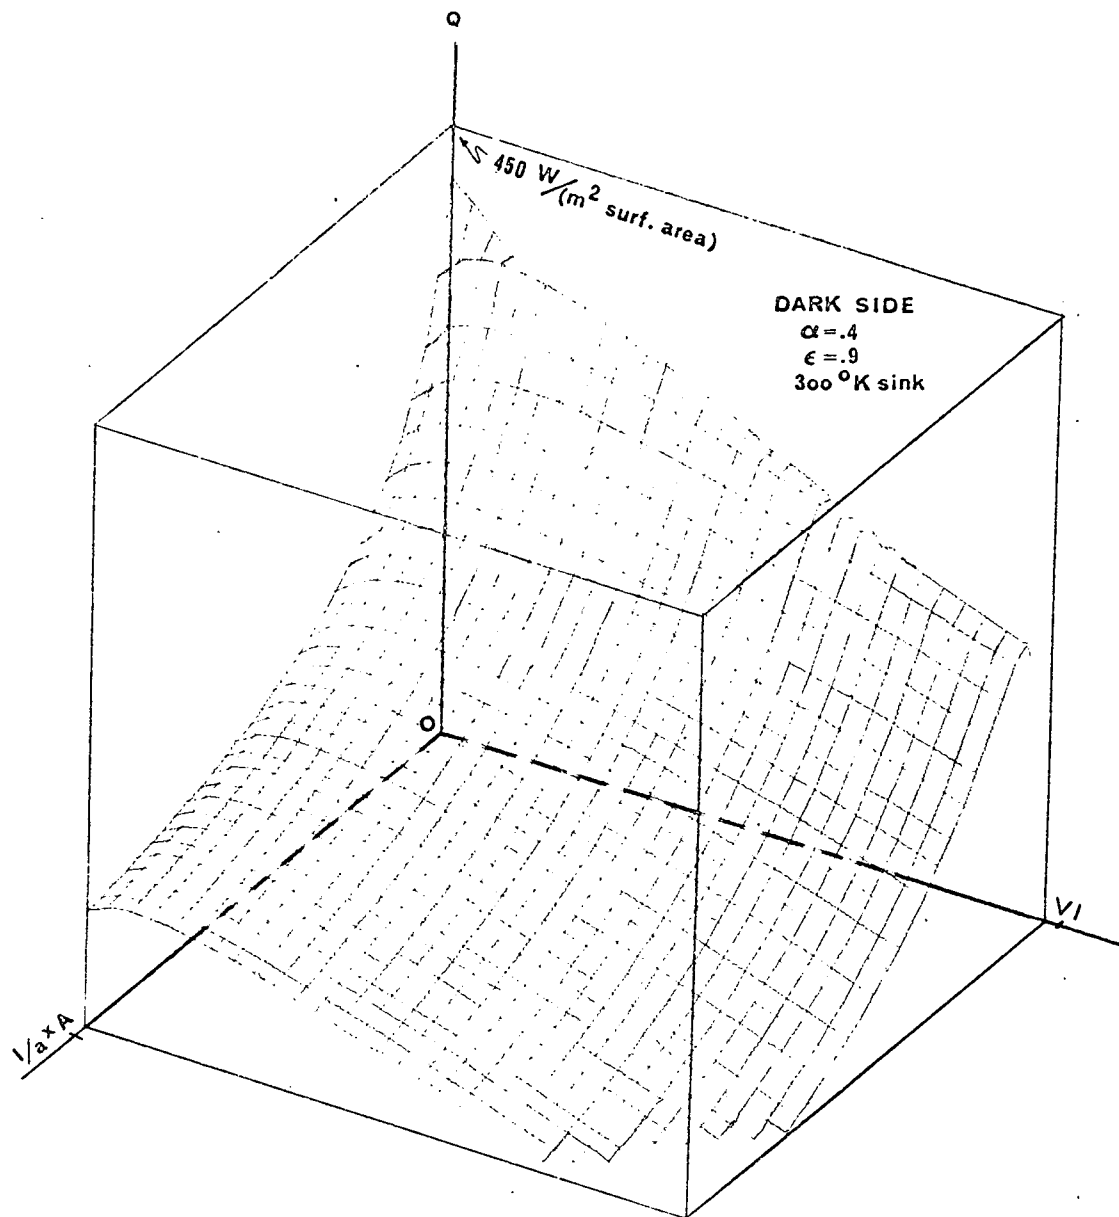 Q
450 W/(m² surf. area)
DARK SIDE
α=.4
ϵ=.9
300 °K sink
O
VI
1/a x A